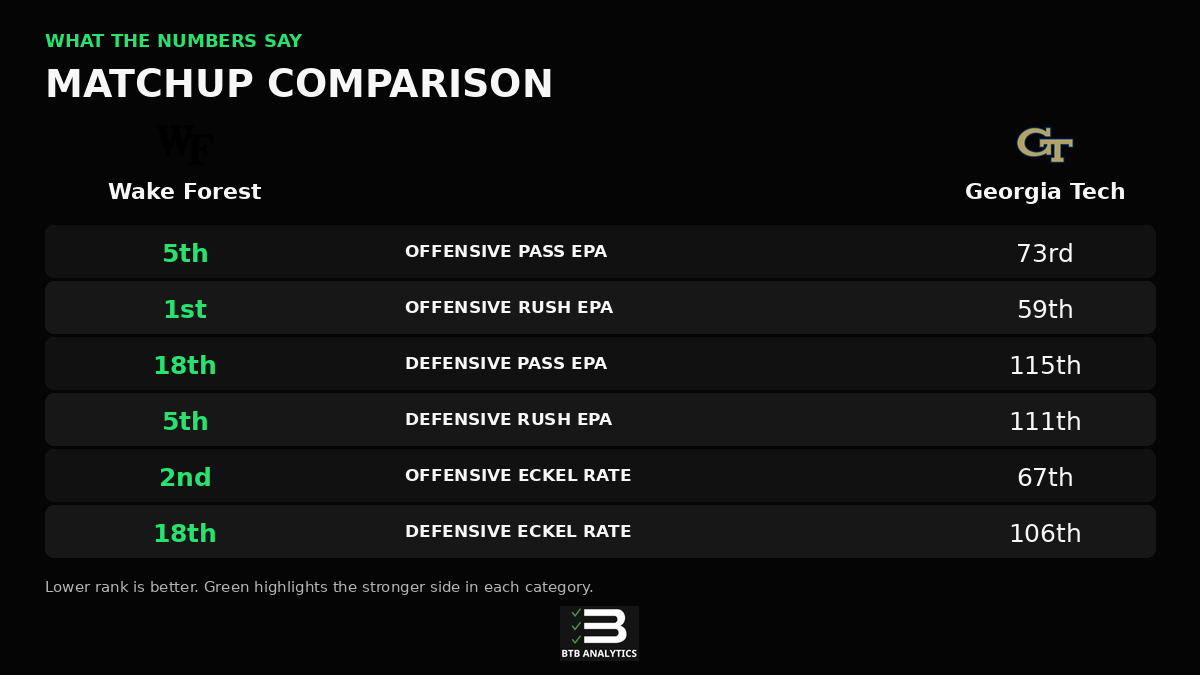 WHAT THE NUMBERS SAY
MATCHUP COMPARISON
WF
GT
Wake Forest
Georgia Tech
5th OFFENSIVE PASS EPA 73rd
1st OFFENSIVE RUSH EPA 59th
18th DEFENSIVE PASS EPA 115th
5th DEFENSIVE RUSH EPA 111th
2nd OFFENSIVE ECKEL RATE 67th
18th DEFENSIVE ECKEL RATE 106th
Lower rank is better. Green highlights the stronger side in each category.
B
BTB ANALYTICS